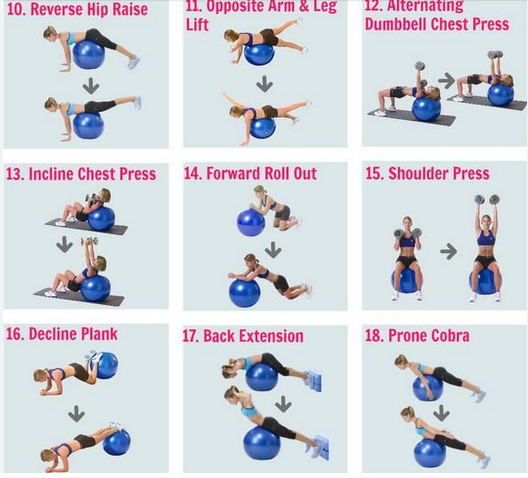 10. Reverse Hip Raise
11. Opposite Arm & Leg
Lift
12. Alternating
Dumbbell Chest Press
13. Incline Chest Press
14. Forward Roll Out
15. Shoulder Press
16. Decline Plank
17. Back Extension
18. Prone Cobra